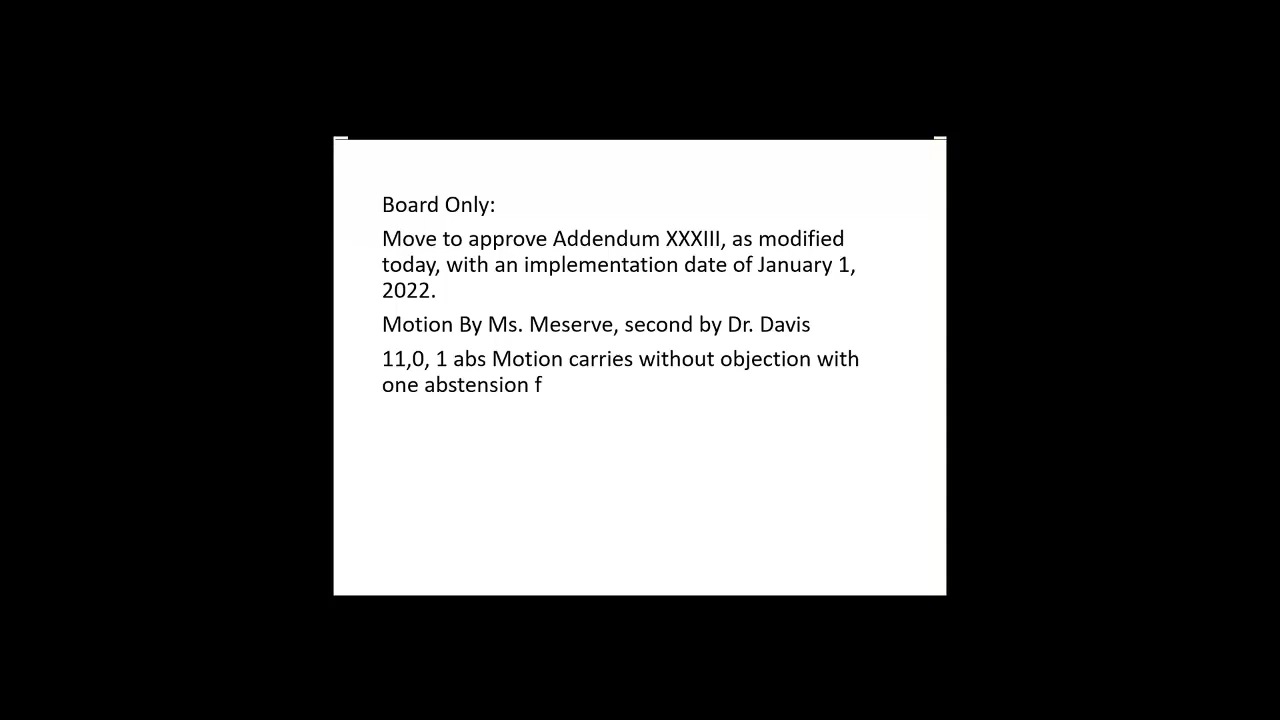 Board Only:
Move to approve Addendum XXXIII, as modified
today, with an implementation date of January 1,
2022.
Motion By Ms. Meserve, second by Dr. Davis
11,0, 1 abs Motion carries without objection with
one abstension f